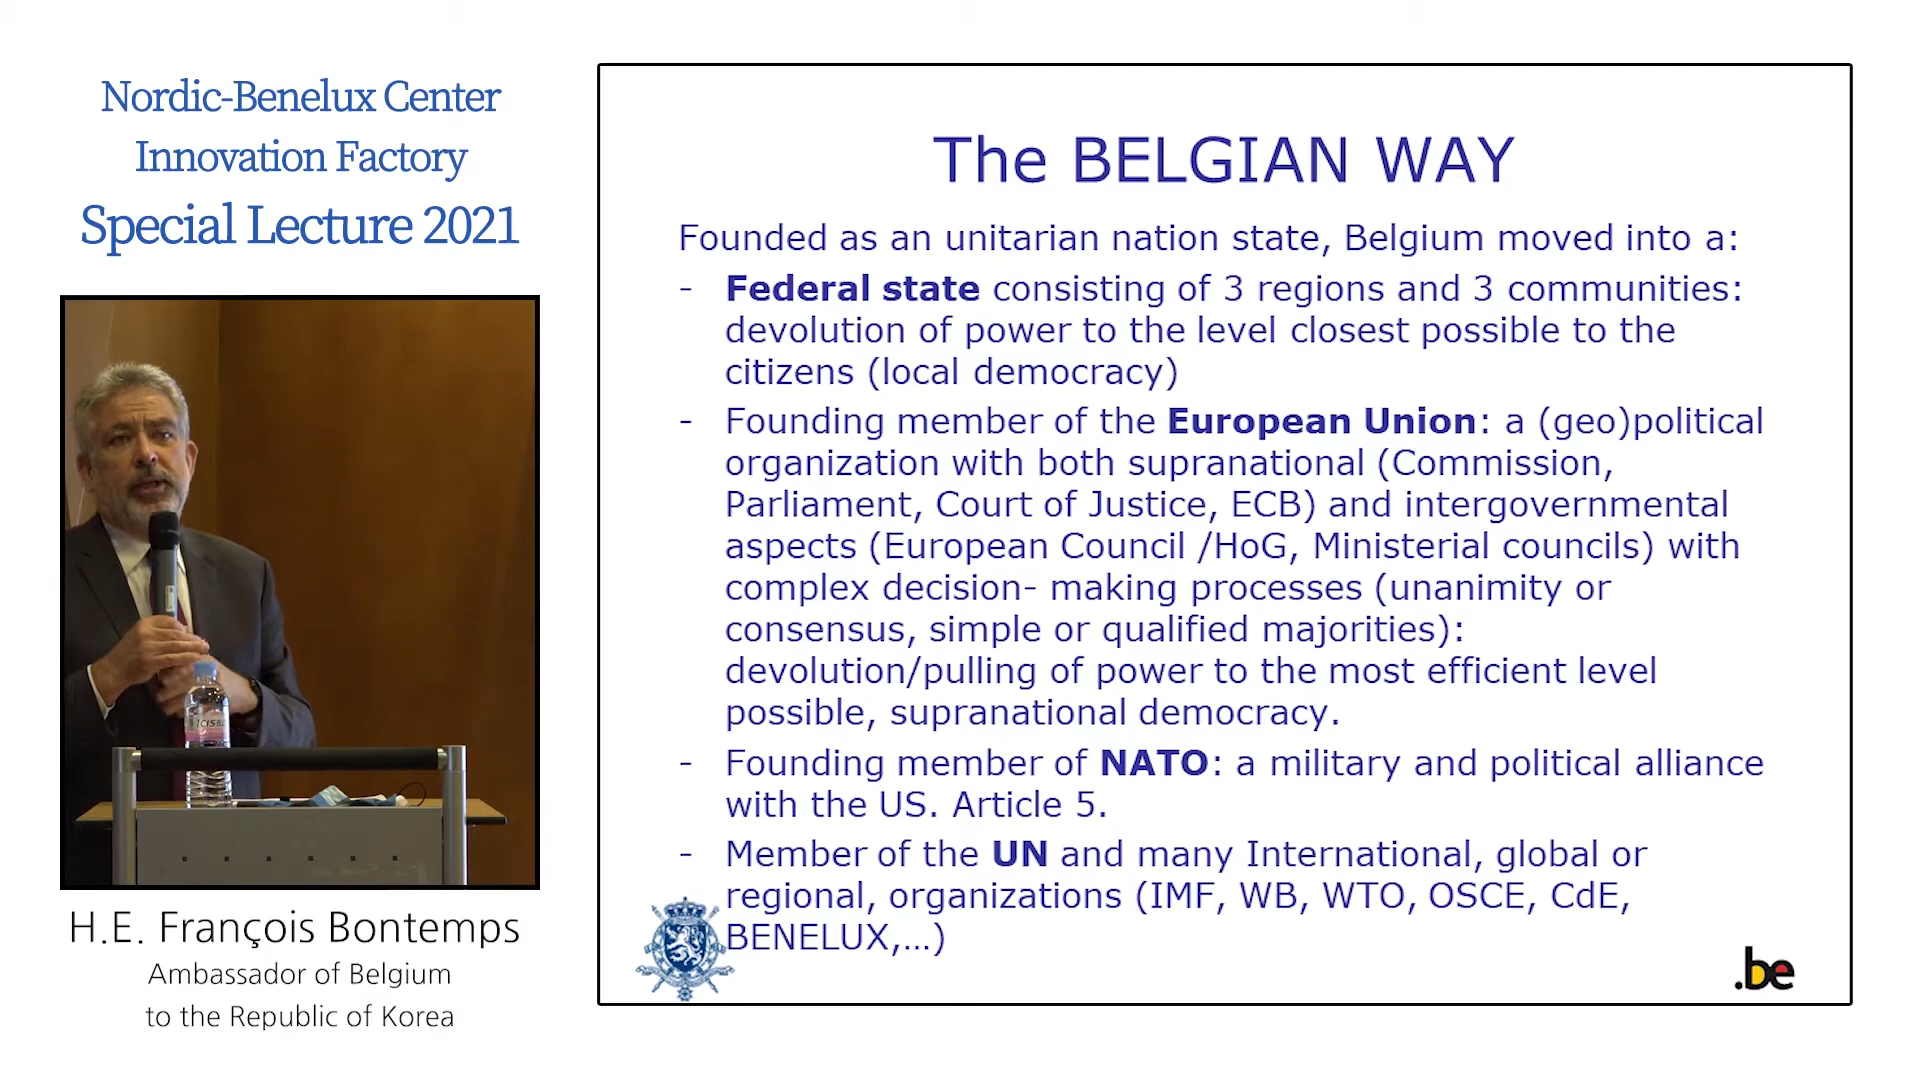 Nordic-Benelux Center
Innovation Factory
Special Lecture 2021
H.E. François Bontemps
Ambassador of Belgium
to the Republic of Korea
The BELGIAN WAY
Founded as an unitarian nation state, Belgium moved into a:
- Federal state consisting of 3 regions and 3 communities:
devolution of power to the level closest possible to the
citizens (local democracy)
- Founding member of the European Union: a (geo)political
organization with both supranational (Commission,
Parliament, Court of Justice, ECB) and intergovernmental
aspects (European Council /HoG, Ministerial councils) with
complex decision- making processes (unanimity or
consensus, simple or qualified majorities):
devolution/pulling of power to the most efficient level
possible, supranational democracy.
- Founding member of NATO: a military and political alliance
with the US. Article 5.
- Member of the UN and many International, global or
regional, organizations (IMF, WB, WTO, OSCE, CdE,
BENELUX,...)
.be